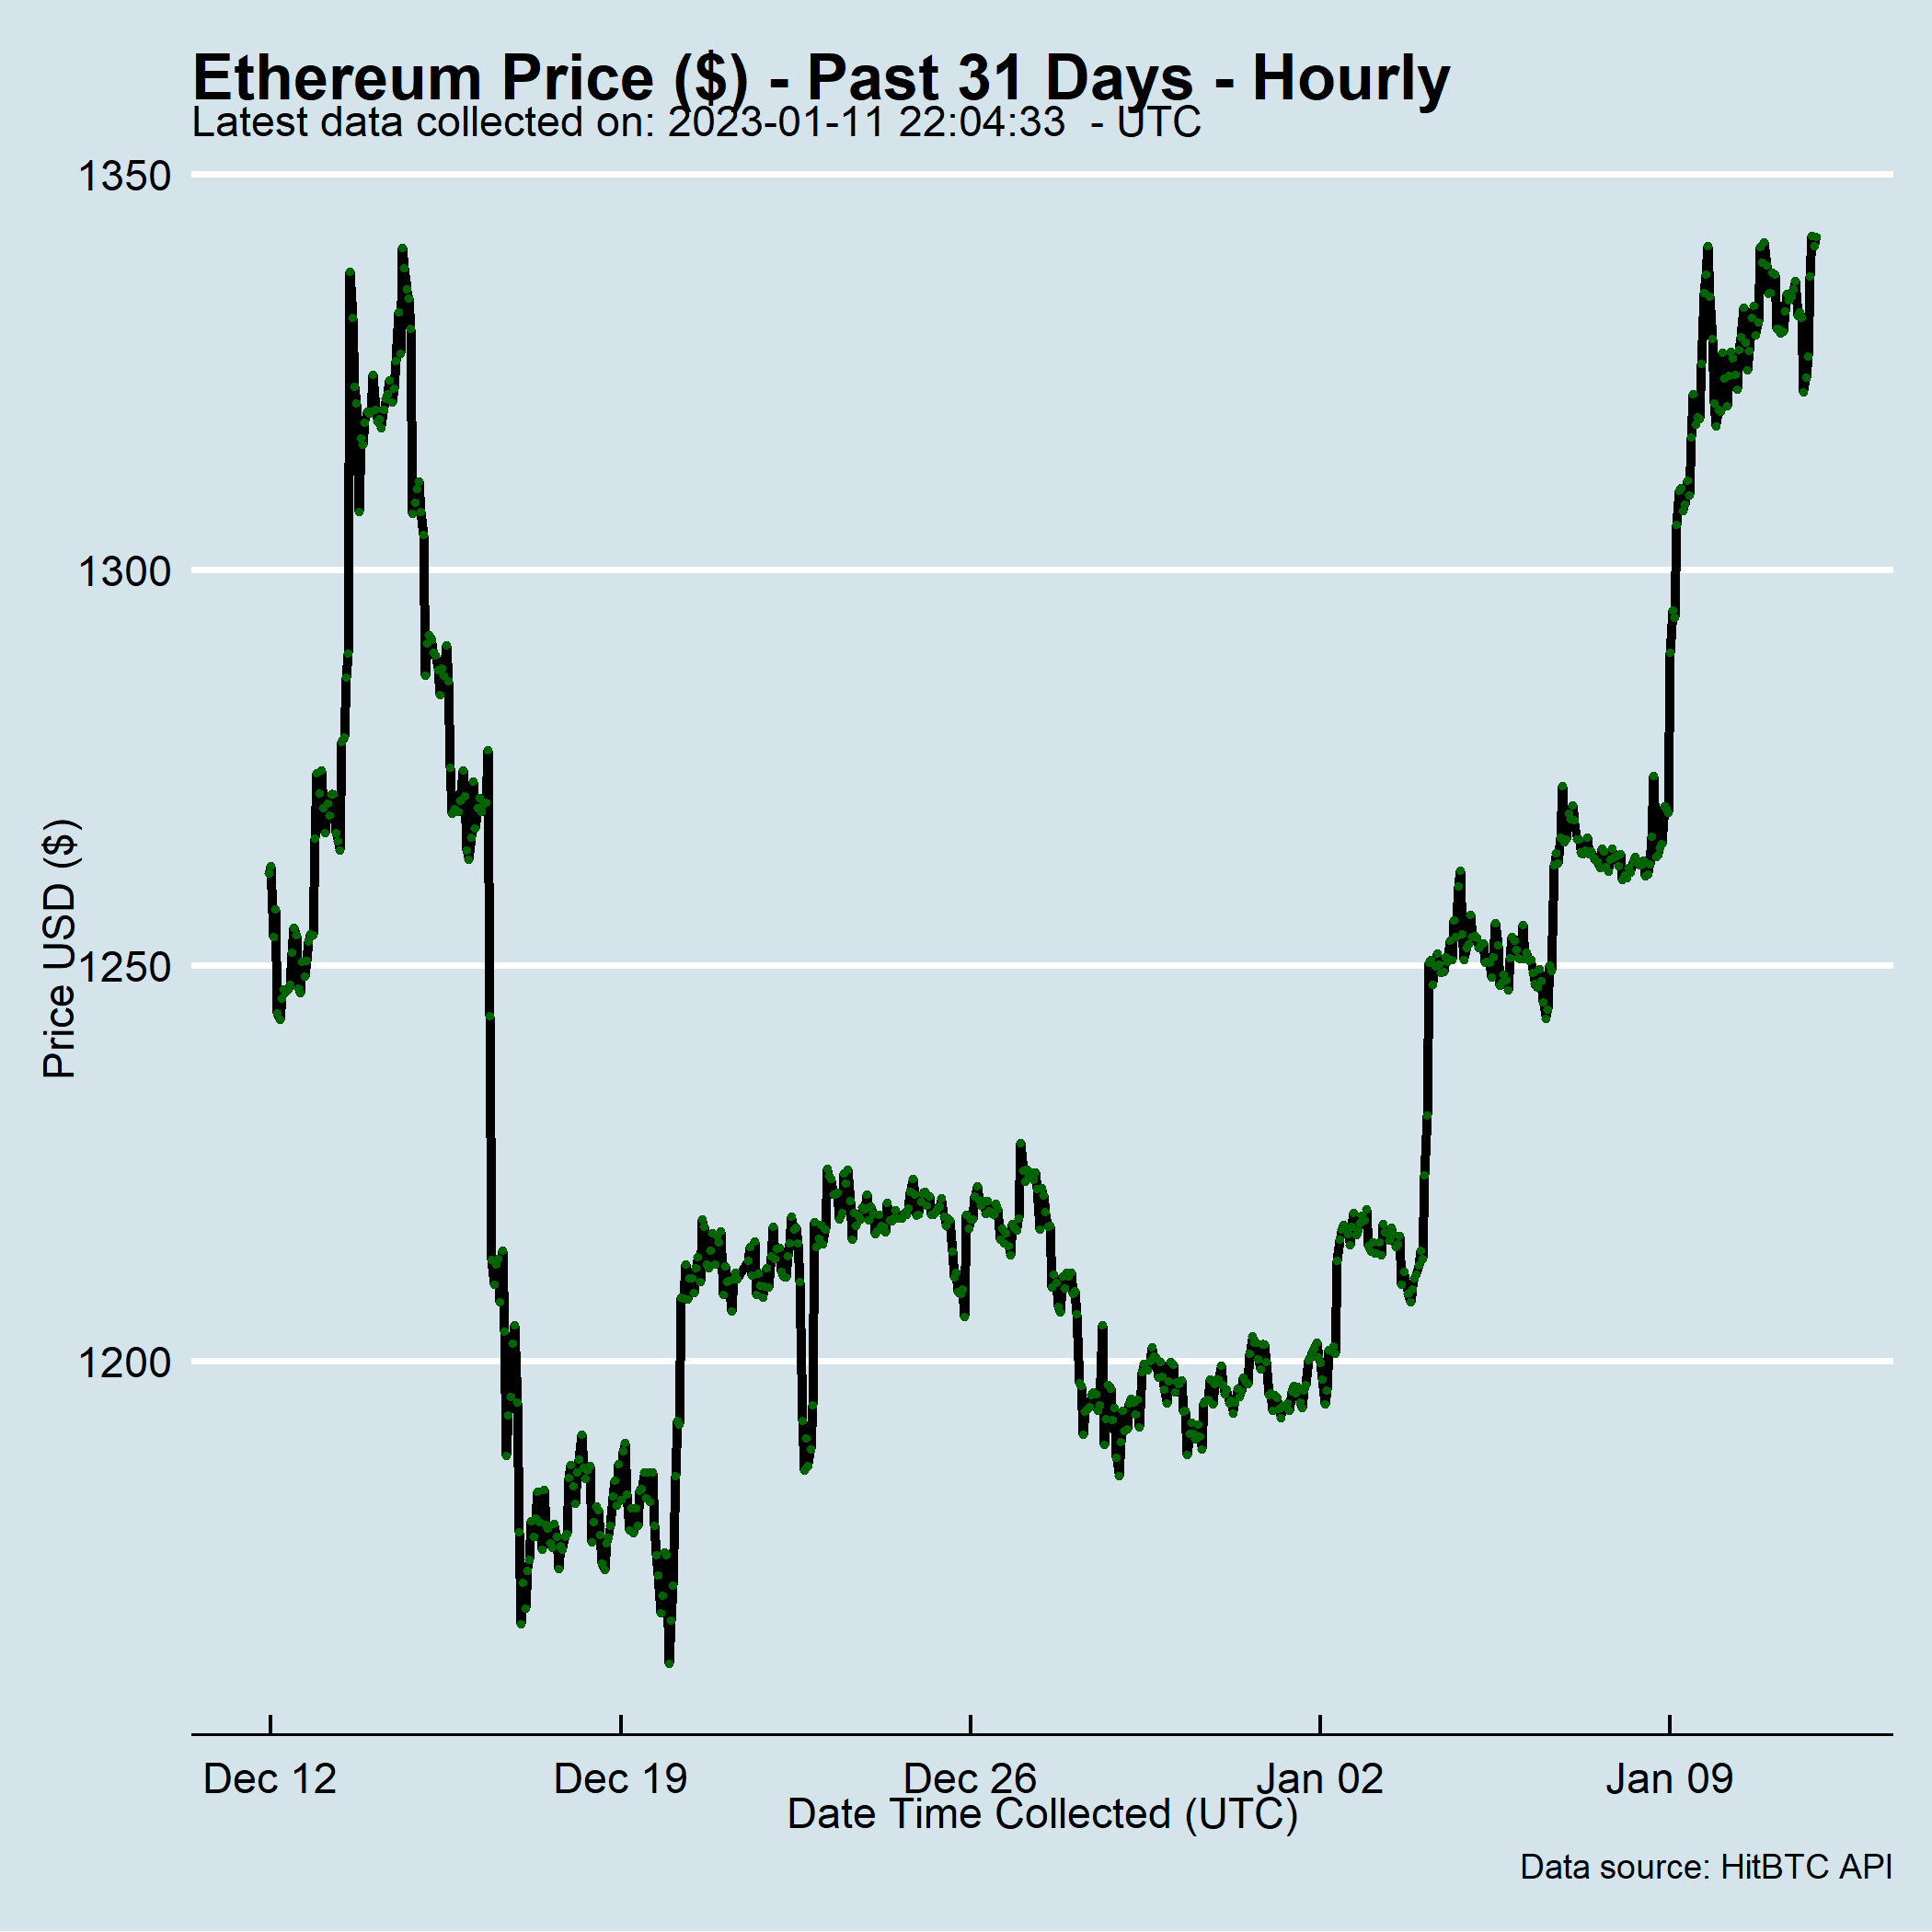 Ethereum Price ($) - Past 31 Days - Hourly
Latest data collected on: 2023-01-11 22:04:33  - UTC
1350
1300
1250
1200
Price USD ($)
Dec 12
Dec 19
Dec 26
Jan 02
Jan 09
Date Time Collected (UTC)
Data source: HitBTC API